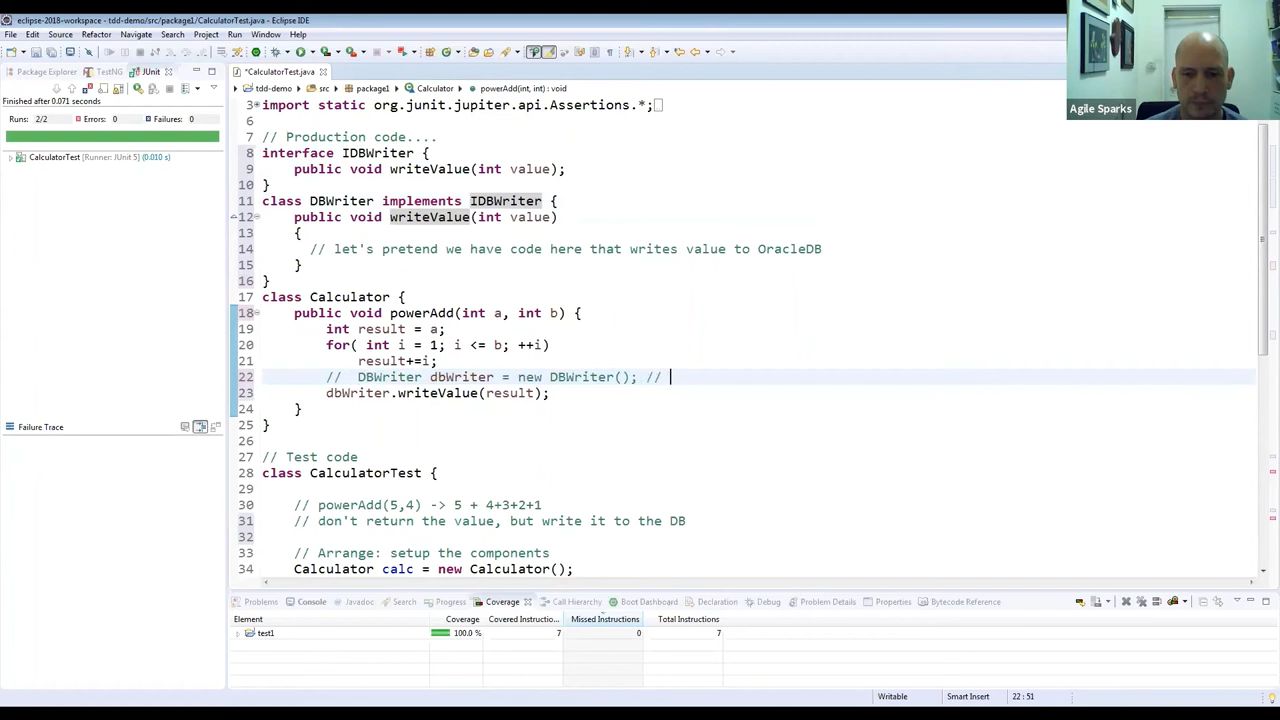 eclipse-2018-workspace - tdd-demo/src/package1/CalculatorTest.java - Eclipse IDE
File Edit Source Refactor Navigate Search Project Run Window Help
Package Explorer TestNG JUnit
*CalculatorTest.java
tdd-demo src package1 Calculator powerAdd(int, int) : void
Finished after 0.071 seconds
Runs: 2/2 Errors: 0 Failures: 0
CalculatorTest [Runner: JUnit 5] (0.010 s)
Failure Trace
3 import static org.junit.jupiter.api.Assertions.*;
6
7 // Production code....
8 interface IDBWriter {
9 public void writeValue(int value);
10 }
11 class DBWriter implements IDBWriter {
12 public void writeValue(int value)
13 {
14 // let's pretend we have code here that writes value to OracleDB
15 }
16 }
17 class Calculator {
18 public void powerAdd(int a, int b) {
19 int result = a;
20 for( int i = 1; i <= b; ++i)
21 result+=i;
22 // DBWriter dbWriter = new DBWriter(); //
23 dbWriter.writeValue(result);
24 }
25 }
26
27 // Test code
28 class CalculatorTest {
29
30 // powerAdd(5,4) -> 5 + 4+3+2+1
31 // don't return the value, but write it to the DB
32
33 // Arrange: setup the components
34 Calculator calc = new Calculator();
Agile Sparks
Problems Console Javadoc Search Progress Coverage Call Hierarchy Boot Dashboard Declaration Debug Problem Details Properties Bytecode Reference
Element Coverage Covered Instructio... Missed Instructions Total Instructions
test1 100.0 % 7 0 7
Writable Smart Insert 22 : 51